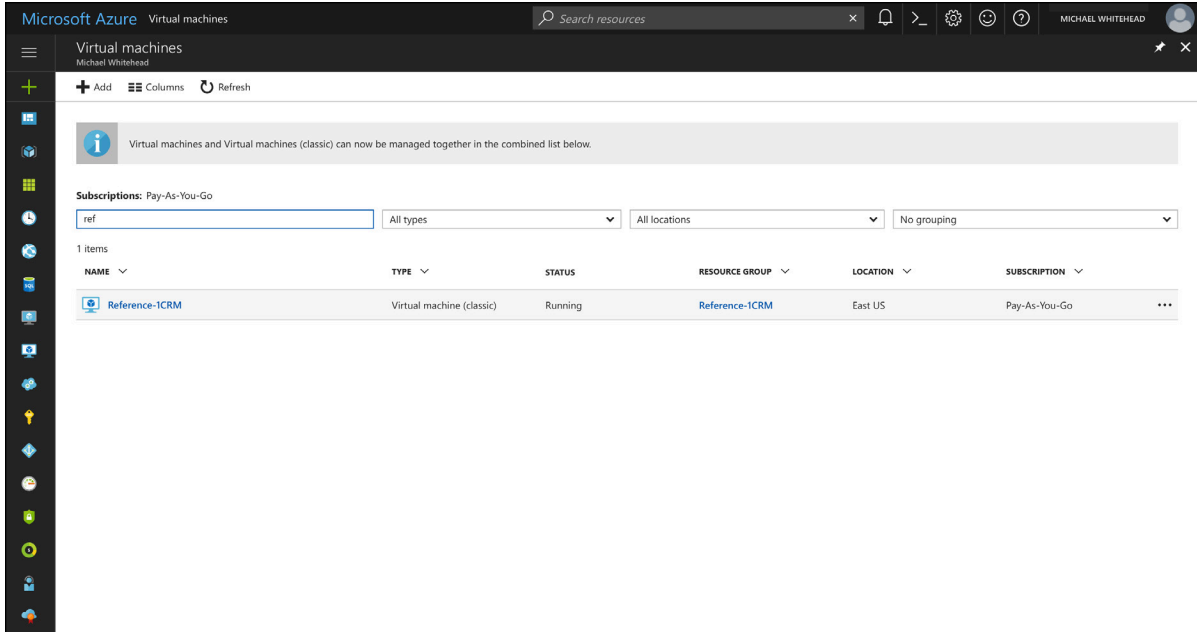 Microsoft Azure Virtual machines Search resources MICHAEL WHITEHEAD
Virtual machines
Michael Whitehead
Add Columns Refresh
Virtual machines and Virtual machines (classic) can now be managed together in the combined list below.
Subscriptions: Pay-As-You-Go
ref All types All locations No grouping
1 items
NAME TYPE STATUS RESOURCE GROUP LOCATION SUBSCRIPTION
Reference-1CRM Virtual machine (classic) Running Reference-1CRM East US Pay-As-You-Go